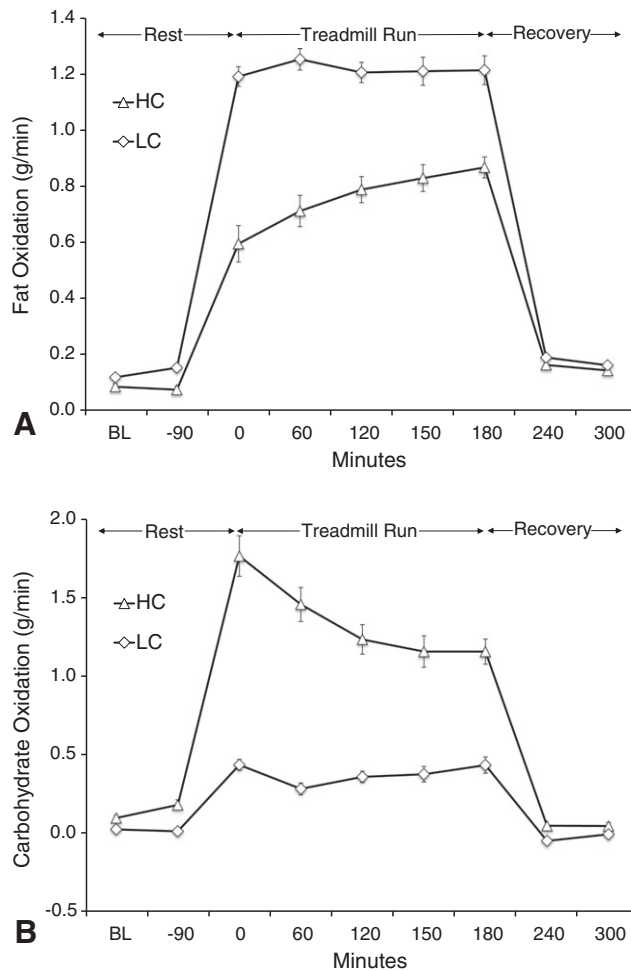 1.4
Rest Treadmill Run Recovery
1.2
HC
1.0
LC
0.8
0.6
0.4
0.2
0.0
Fat Oxidation (g/min)
A
BL -90 0 60 120 150 180 240 300
Minutes
2.0
Rest Treadmill Run Recovery
1.5
HC
LC
1.0
0.5
0.0
-0.5
Carbohydrate Oxidation (g/min)
B
BL -90 0 60 120 150 180 240 300
Minutes